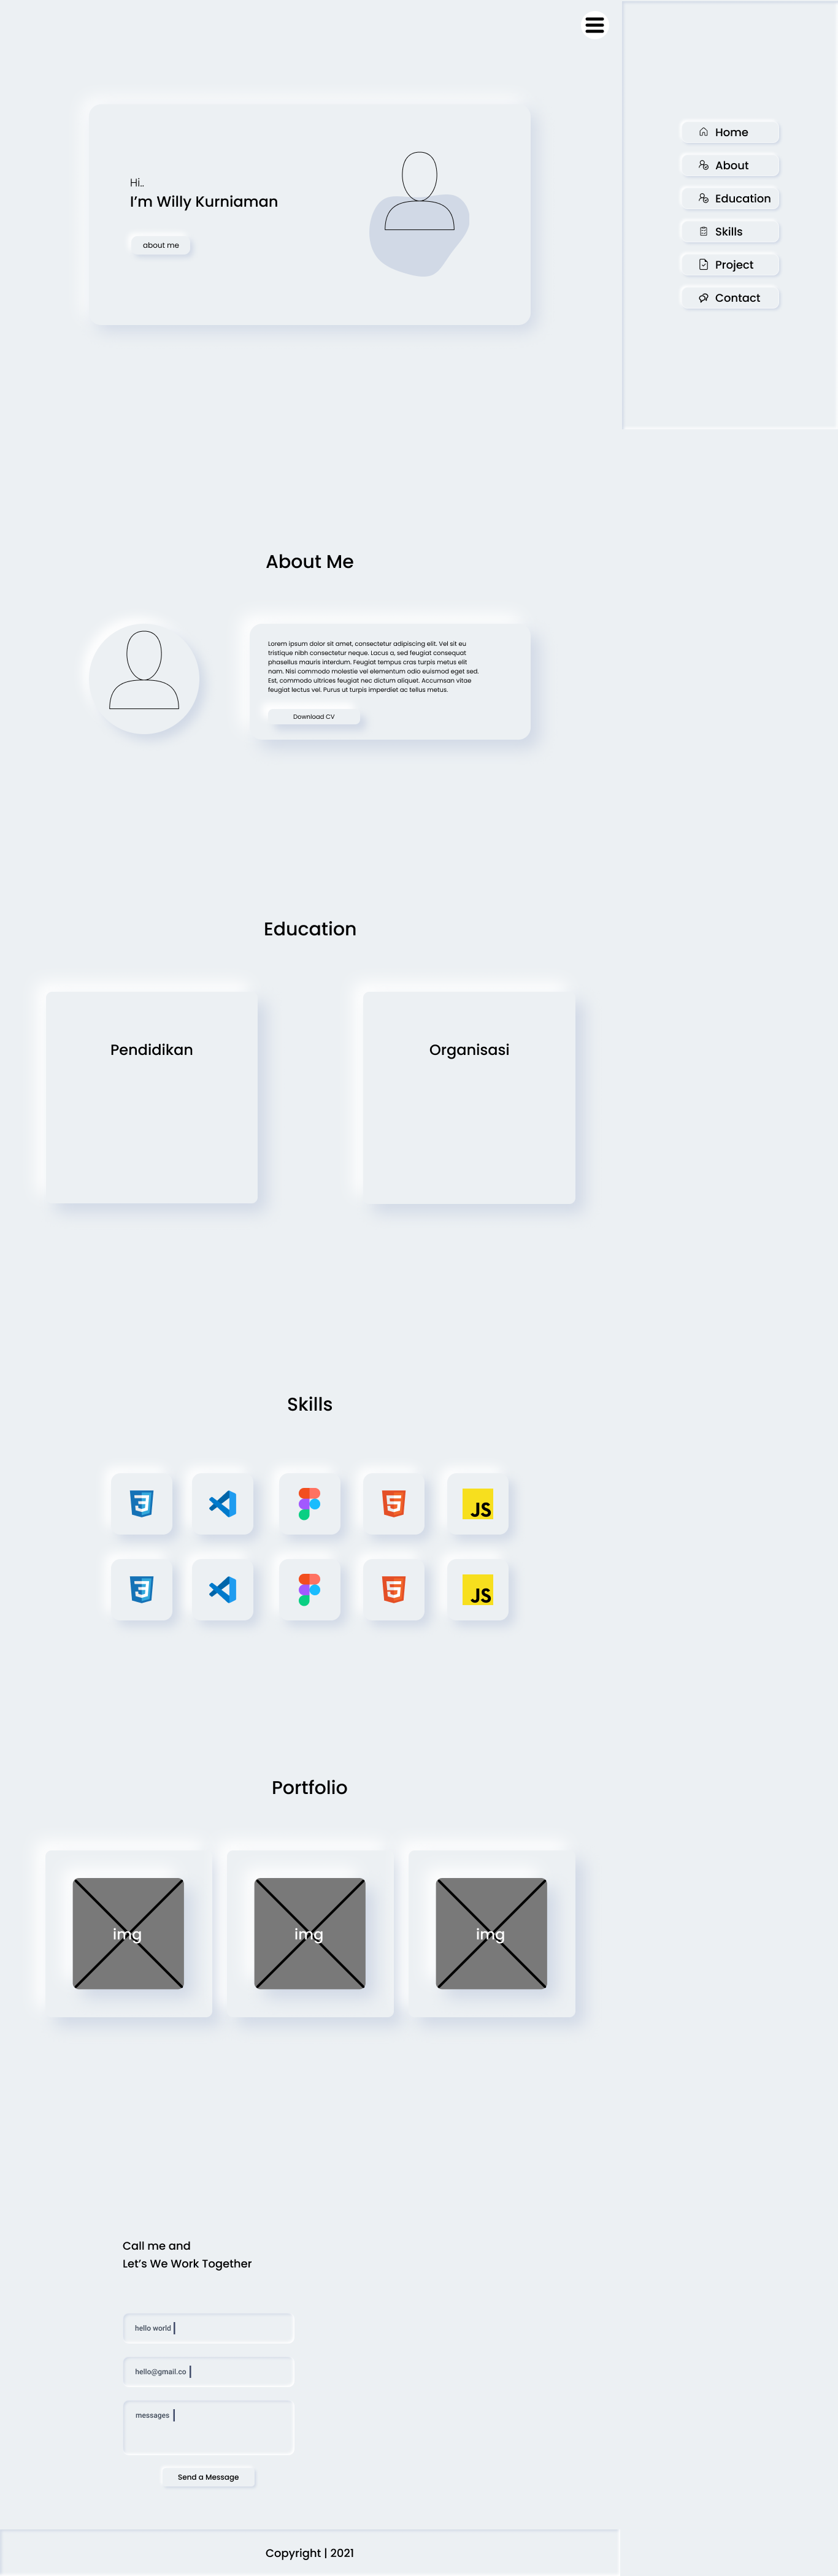 Hi..
I'm Willy Kurniaman
about me
Home
About
Education
Skills
Project
Contact
About Me
Lorem ipsum dolor sit amet, consectetur adipiscing elit. Vel sit eu
tristique nibh consectetur neque. Lacus a, sed feugiat consequat
phasellus mauris interdum. Feugiat tempus cras turpis metus elit
nam. Nisi commodo molestie vel elementum odio euismod eget sed.
Est, commodo ultrices feugiat nec dictum aliquet. Accumsan vitae
feugiat lectus vel. Purus ut turpis imperdiet ac tellus metus.
Download CV
Education
Pendidikan
Organisasi
Skills
3
5
JS
3
5
JS
Portfolio
img
img
img
Call me and
Let's We Work Together
hello world
hello@gmail.co
messages
Send a Message
Copyright | 2021